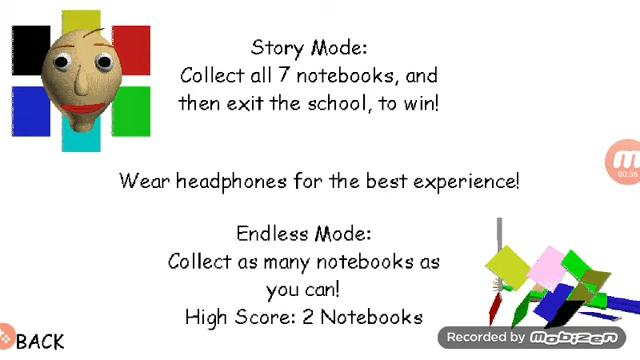 Story Mode:
Collect all 7 notebooks, and
then exit the school, to win!
Wear headphones for the best experience!
00:36
Endless Mode:
Collect as many notebooks as
you can!
High Score: 2 Notebooks
BACK
Recorded by mobizen